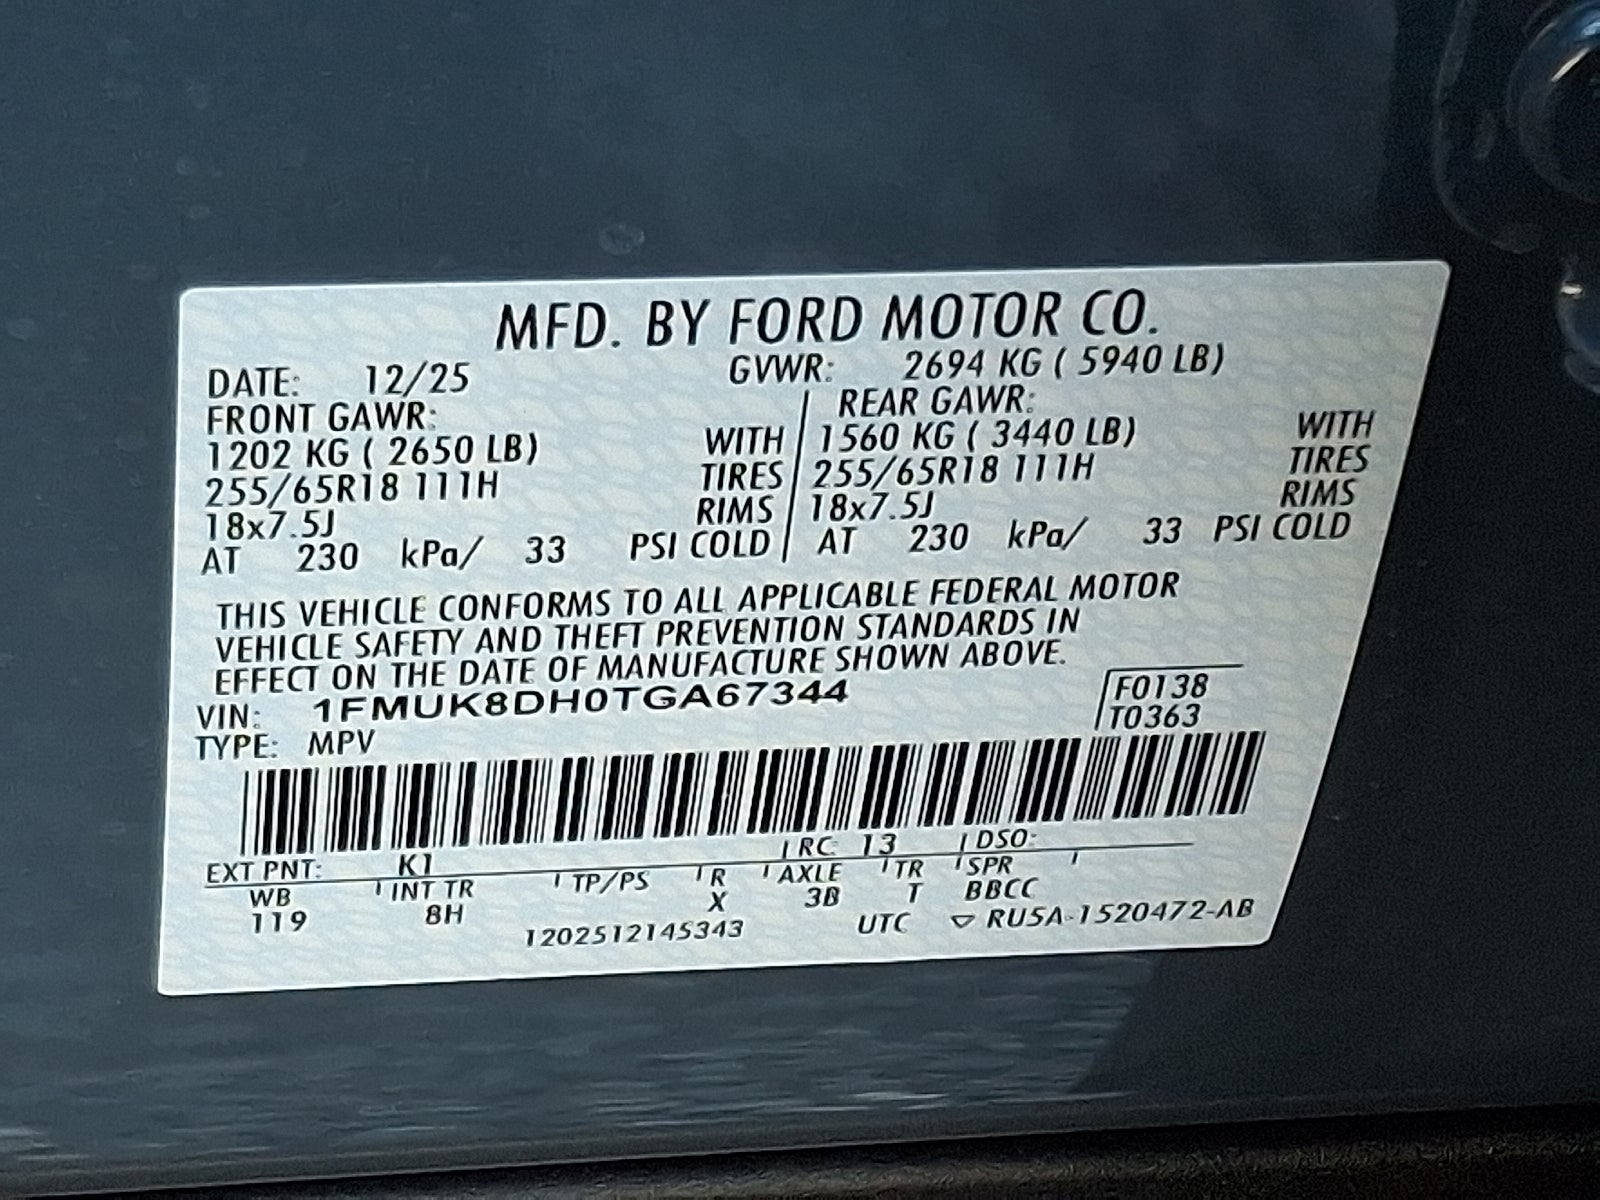 MFD. BY FORD MOTOR CO.
DATE: 12/25 GVWR: 2694 KG ( 5940 LB)
FRONT GAWR: REAR GAWR:
1202 KG ( 2650 LB) WITH 1560 KG ( 3440 LB) WITH
255/65R18 111H TIRES 255/65R18 111H TIRES
18x7.5J RIMS 18x7.5J RIMS
AT 230 kPa/ 33 PSI COLD AT 230 kPa/ 33 PSI COLD
THIS VEHICLE CONFORMS TO ALL APPLICABLE FEDERAL MOTOR
VEHICLE SAFETY AND THEFT PREVENTION STANDARDS IN
EFFECT ON THE DATE OF MANUFACTURE SHOWN ABOVE.
VIN: 1FMUK8DH0TGA67344 F0138
TYPE: MPV T0363
EXT PNT: K1 RC: 13 DSO:
WB INT TR TP/PS R AXLE TR SPR
119 8H X 3B T BBCC
1202512145343 UTC ▽ RU5A-1520472-AB